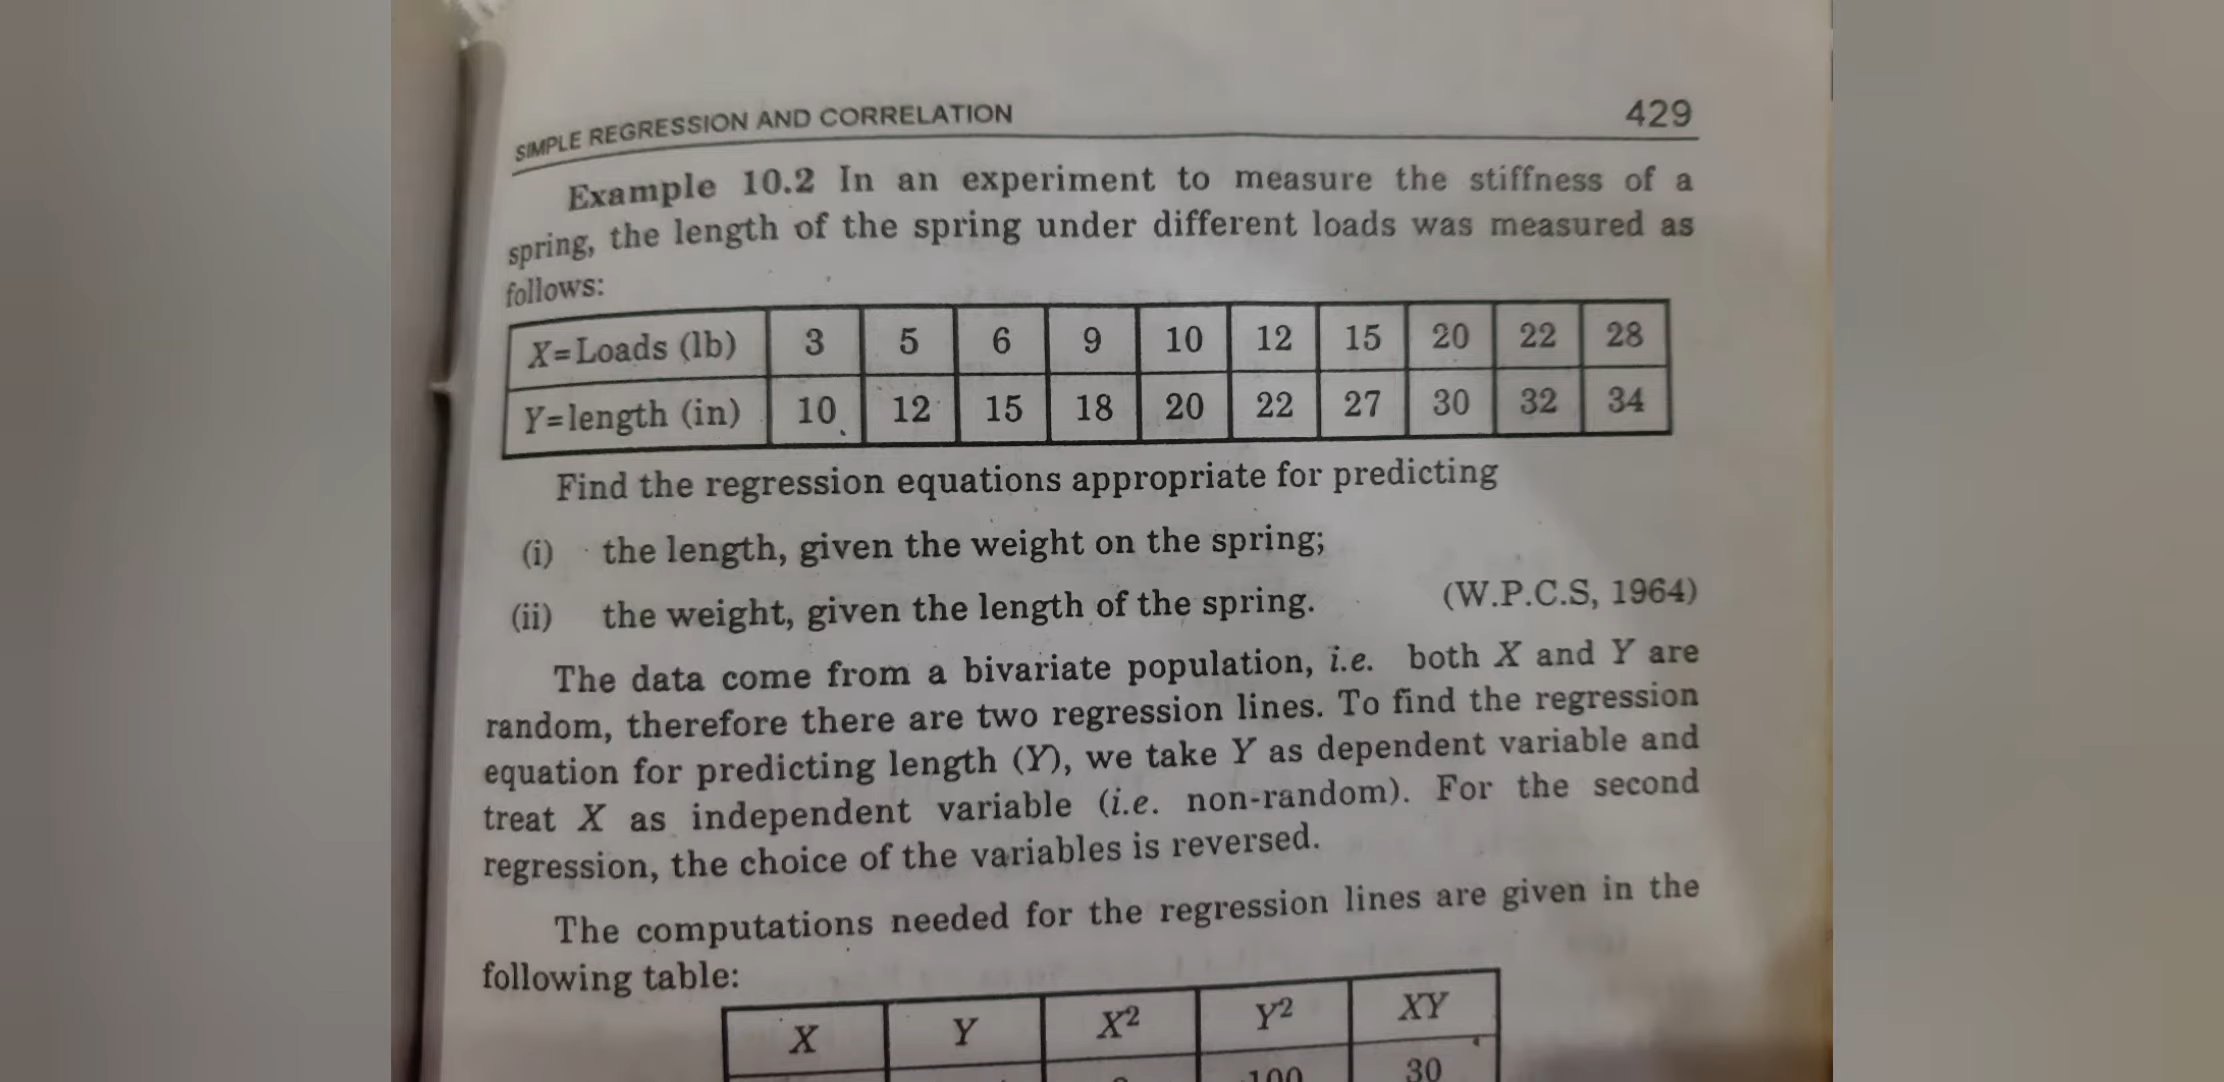 SIMPLE REGRESSION AND CORRELATION 429
Example 10.2 In an experiment to measure the stiffness of a
spring, the length of the spring under different loads was measured as
follows:
X=Loads (lb) 3 5 6 9 10 12 15 20 22 28
Y=length (in) 10 12 15 18 20 22 27 30 32 34
Find the regression equations appropriate for predicting
(i) the length, given the weight on the spring;
(ii) the weight, given the length of the spring. (W.P.C.S, 1964)
The data come from a bivariate population, i.e. both X and Y are
random, therefore there are two regression lines. To find the regression
equation for predicting length (Y), we take Y as dependent variable and
treat X as independent variable (i.e. non-random). For the second
regression, the choice of the variables is reversed.
The computations needed for the regression lines are given in the
following table:
X Y X² Y² XY
100 30